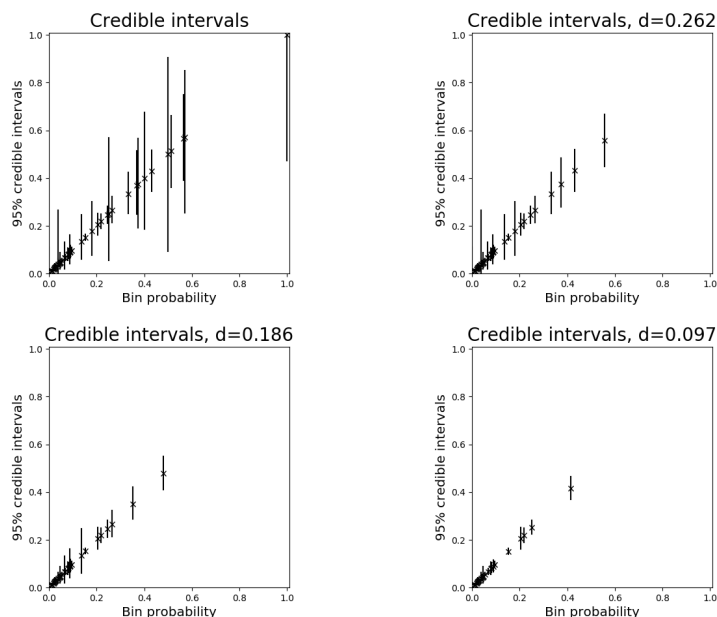 Credible intervals
95% credible intervals
1.0
0.8
0.6
0.4
0.2
0.0
0.0 0.2 0.4 0.6 0.8 1.0
Bin probability
Credible intervals, d=0.262
95% credible intervals
1.0
0.8
0.6
0.4
0.2
0.0
0.0 0.2 0.4 0.6 0.8 1.0
Bin probability
Credible intervals, d=0.186
95% credible intervals
1.0
0.8
0.6
0.4
0.2
0.0
0.0 0.2 0.4 0.6 0.8 1.0
Bin probability
Credible intervals, d=0.097
95% credible intervals
1.0
0.8
0.6
0.4
0.2
0.0
0.0 0.2 0.4 0.6 0.8 1.0
Bin probability